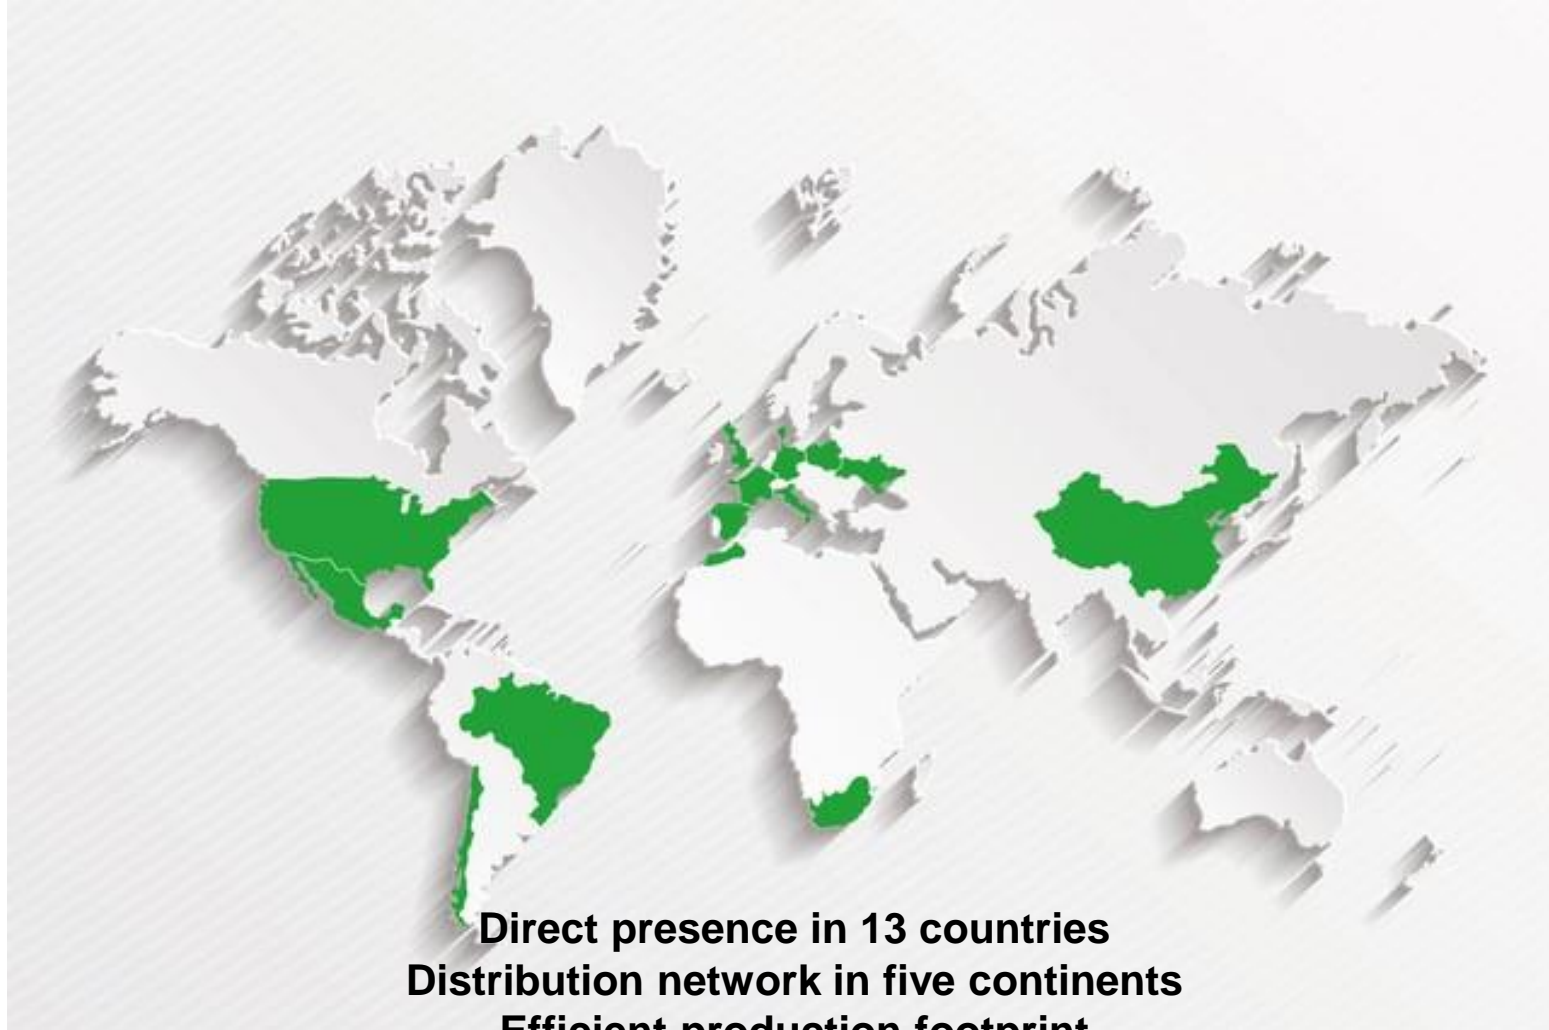 Direct presence in 13 countries
Distribution network in five continents
Efficient production footprint